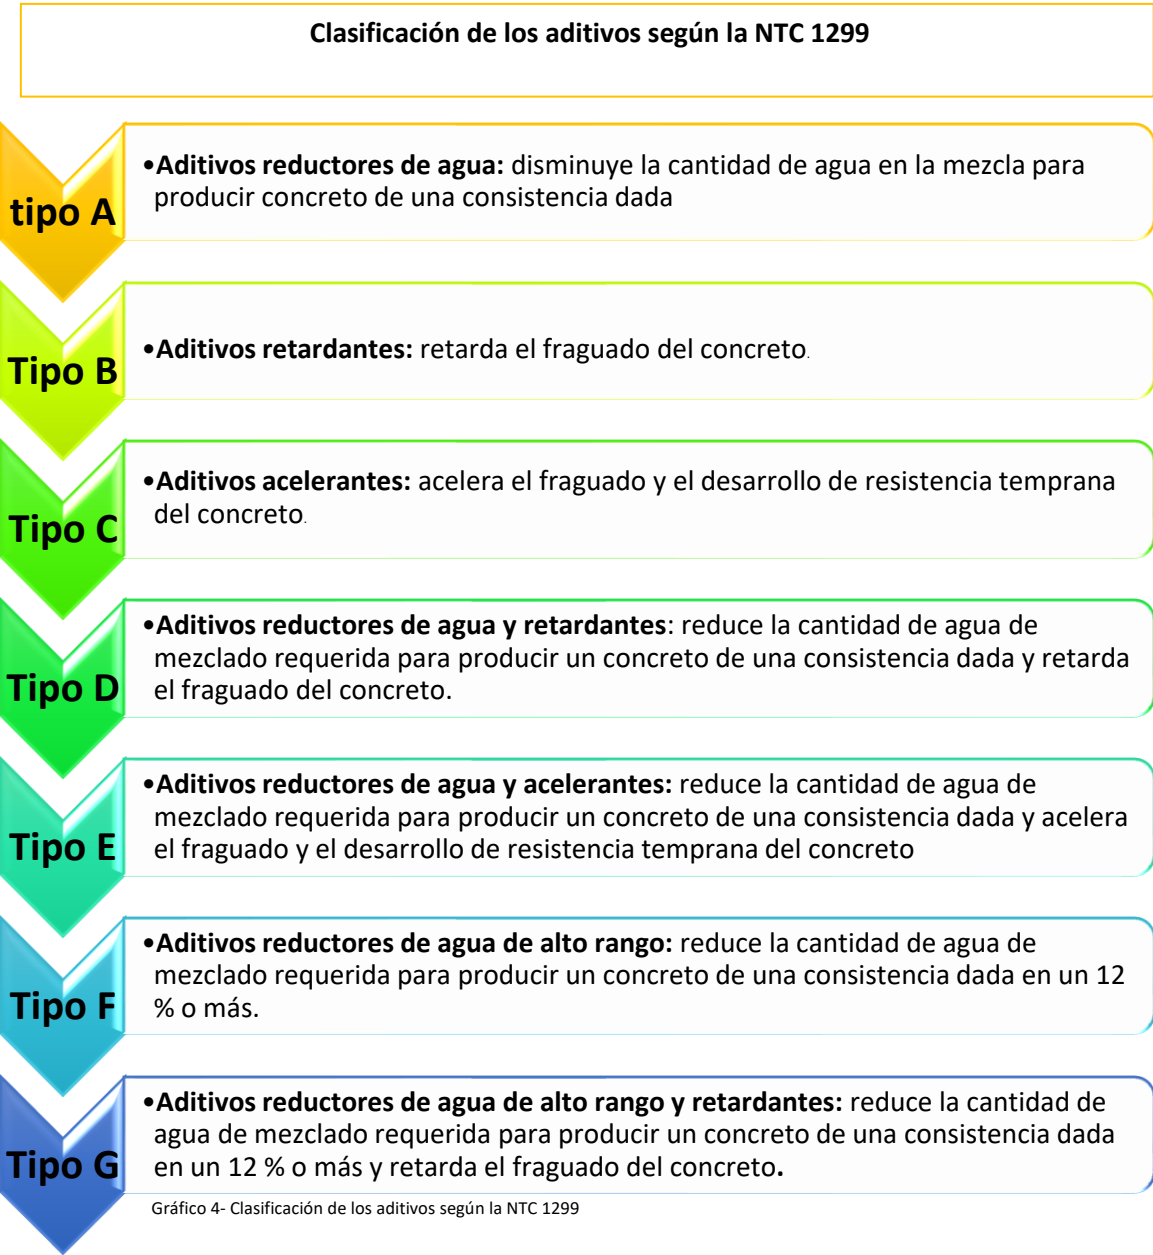 Clasificación de los aditivos según la NTC 1299
tipo A
•Aditivos reductores de agua: disminuye la cantidad de agua en la mezcla para
producir concreto de una consistencia dada
Tipo B
•Aditivos retardantes: retarda el fraguado del concreto.
Tipo C
•Aditivos acelerantes: acelera el fraguado y el desarrollo de resistencia temprana
del concreto.
Tipo D
•Aditivos reductores de agua y retardantes: reduce la cantidad de agua de
mezclado requerida para producir un concreto de una consistencia dada y retarda
el fraguado del concreto.
Tipo E
•Aditivos reductores de agua y acelerantes: reduce la cantidad de agua de
mezclado requerida para producir un concreto de una consistencia dada y acelera
el fraguado y el desarrollo de resistencia temprana del concreto
Tipo F
•Aditivos reductores de agua de alto rango: reduce la cantidad de agua de
mezclado requerida para producir un concreto de una consistencia dada en un 12
% o más.
Tipo G
•Aditivos reductores de agua de alto rango y retardantes: reduce la cantidad de
agua de mezclado requerida para producir un concreto de una consistencia dada
en un 12 % o más y retarda el fraguado del concreto.
Gráfico 4- Clasificación de los aditivos según la NTC 1299